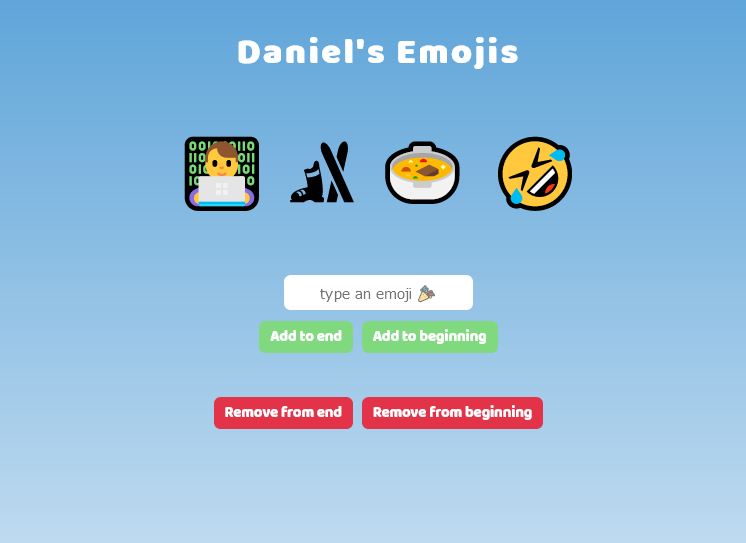 Daniel's Emojis
type an emoji 🎉
Add to end
Add to beginning
Remove from end
Remove from beginning